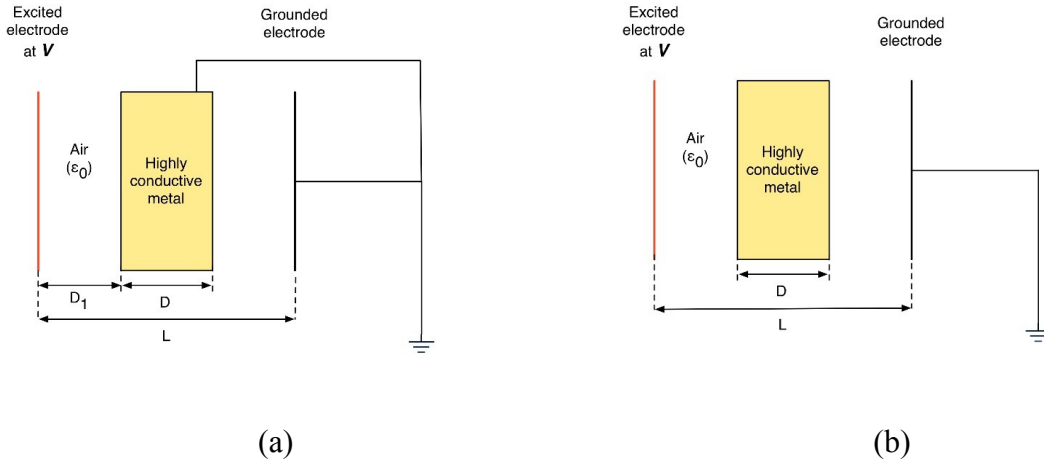 Excited
electrode
at V
Grounded
electrode
Air
(ε0)
Highly
conductive
metal
D1
D
L
(a)
Excited
electrode
at V
Grounded
electrode
Air
(ε0)
Highly
conductive
metal
D
L
(b)